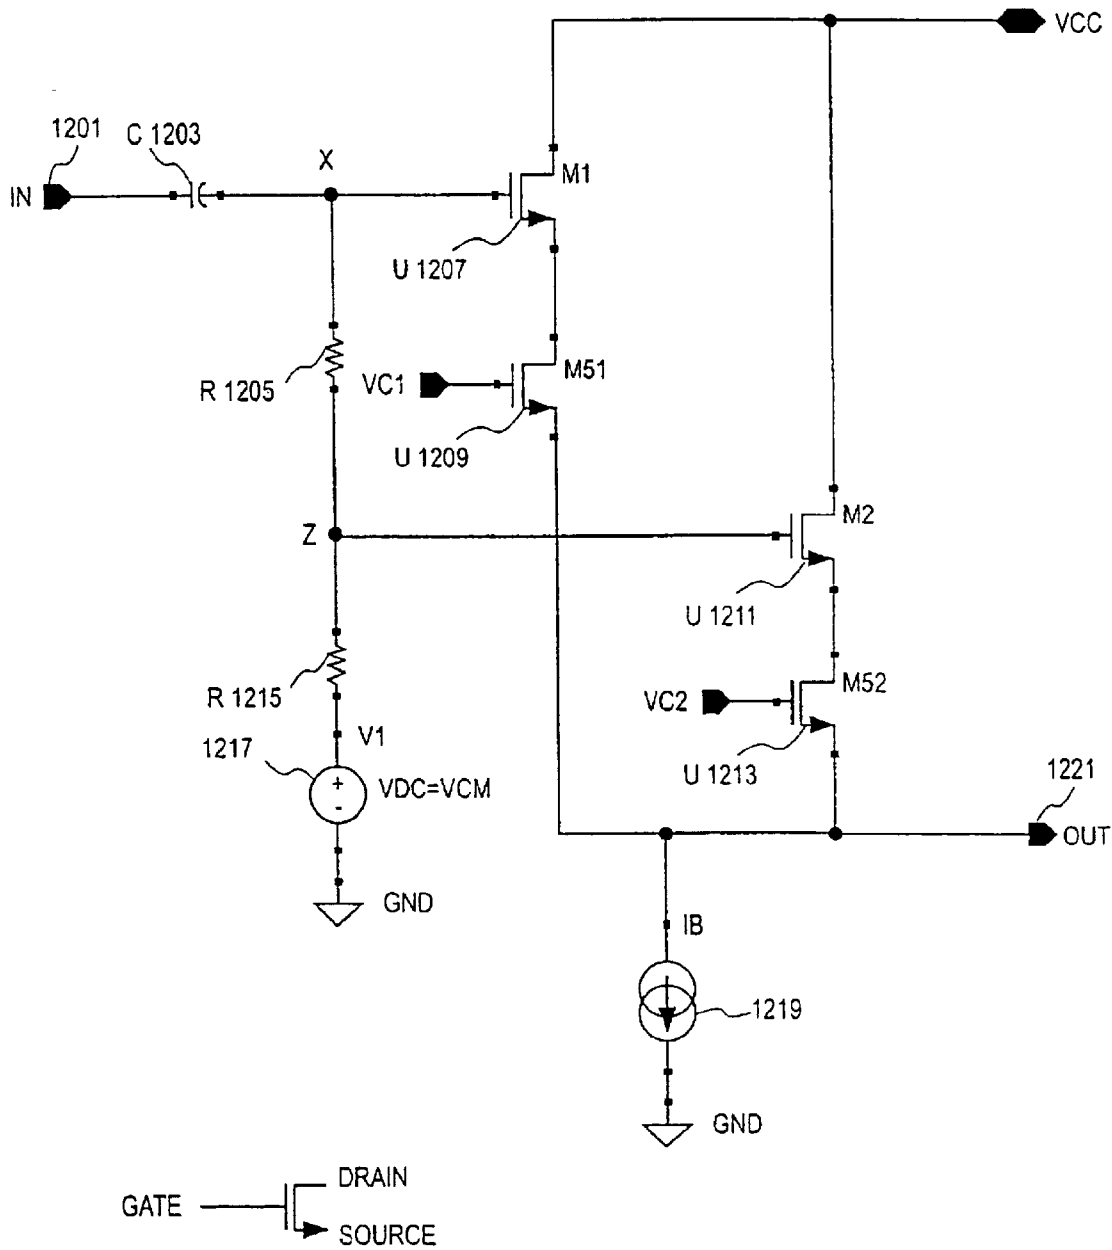 VCC
1201
C 1203
X
IN
M1
U 1207
R 1205
VC1
M51
U 1209
Z
M2
U 1211
R 1215
VC2
M52
1217
V1
VDC=VCM
+
-
U 1213
1221
OUT
GND
IB
1219
GND
GATE
DRAIN
SOURCE